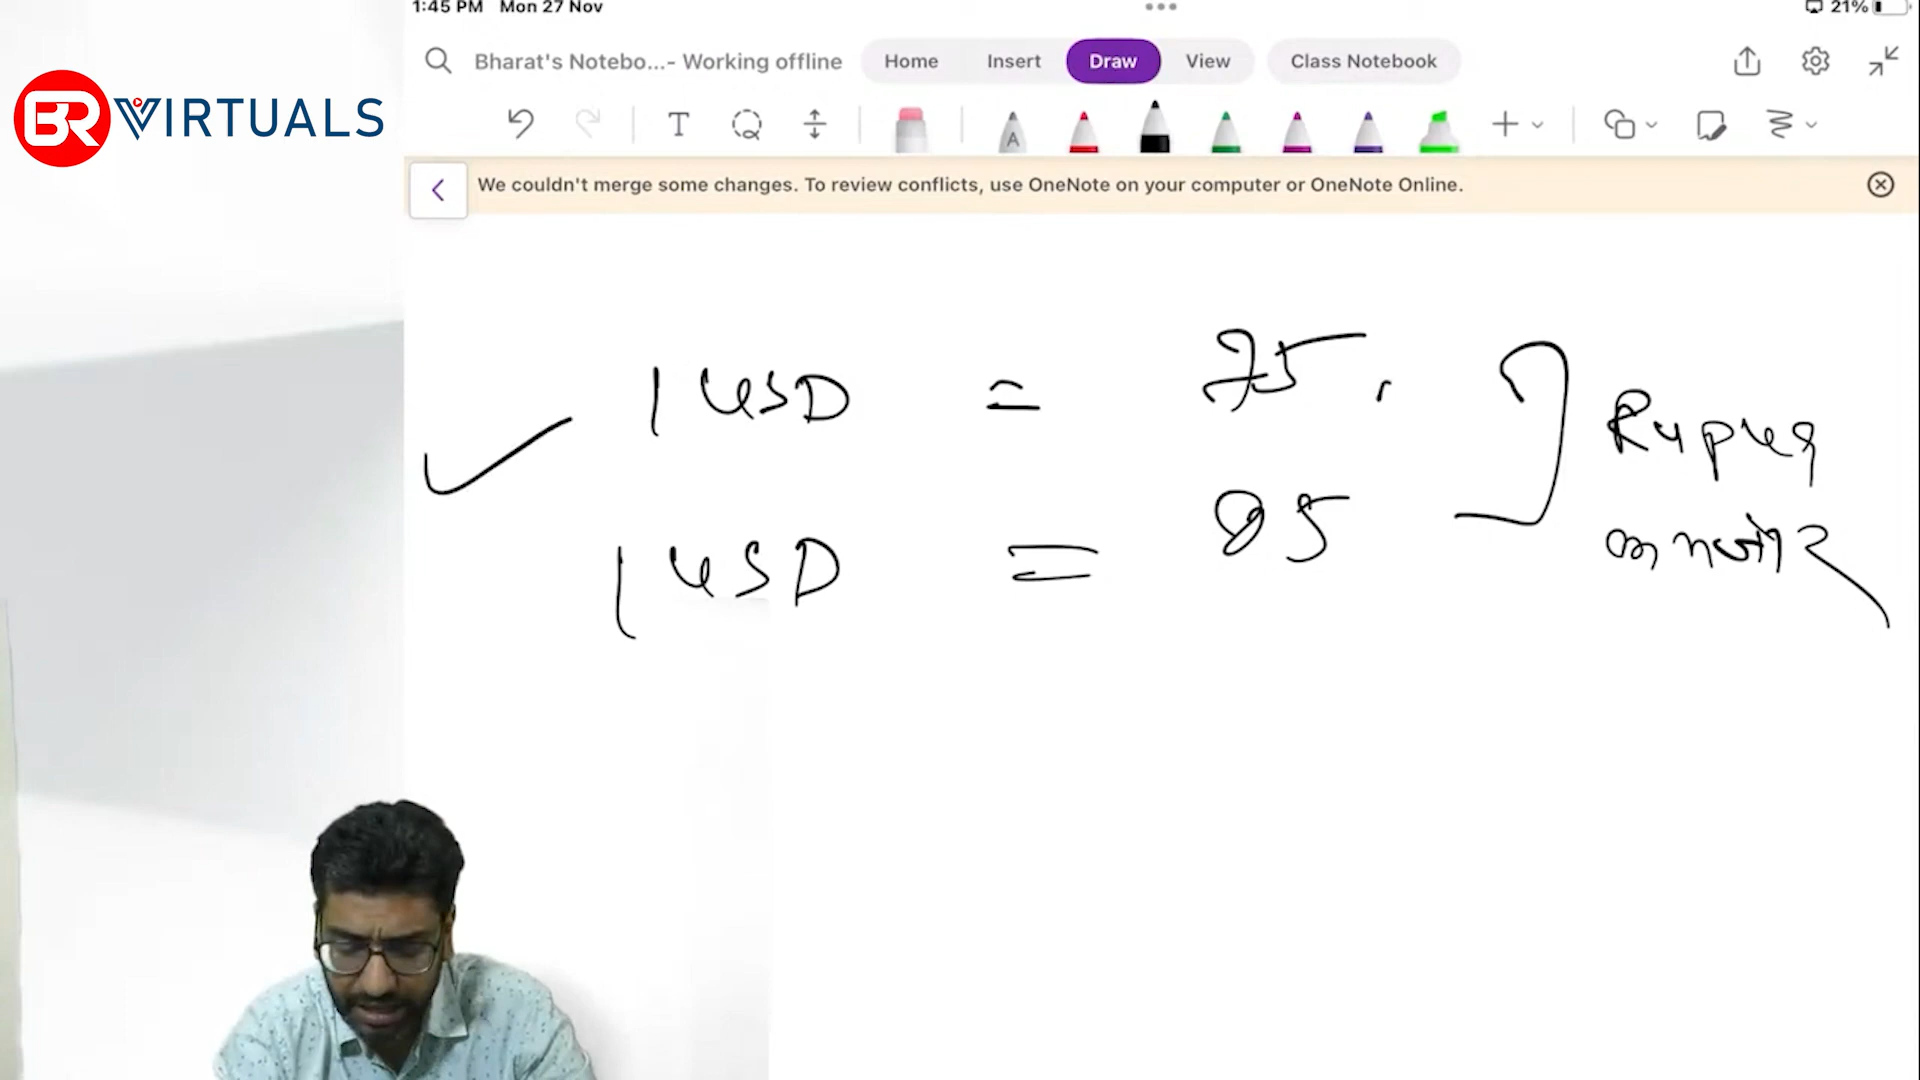 1:45 PM Mon 27 Nov
21%
BR VIRTUALS
Bharat's Notebo...- Working offline
Home Insert Draw View Class Notebook
T A
We couldn't merge some changes. To review conflicts, use OneNote on your computer or OneNote Online.
1 USD = 75.
1 USD = 85